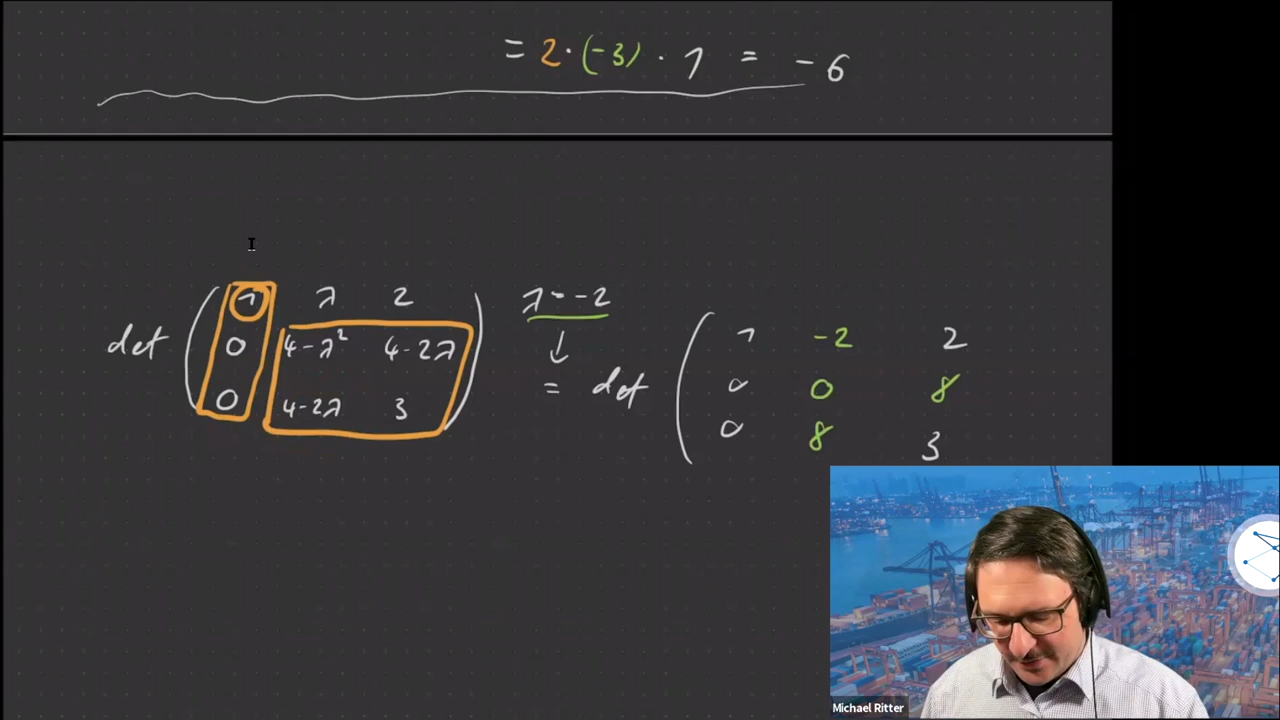 = 2 · (-3) · 1 = -6
1 λ 2 λ = -2
det 0 4-λ² 4-2λ ↓ 1 -2 2
0 4-2λ 3 = det 0 0 8
0 8 3
Michael Ritter